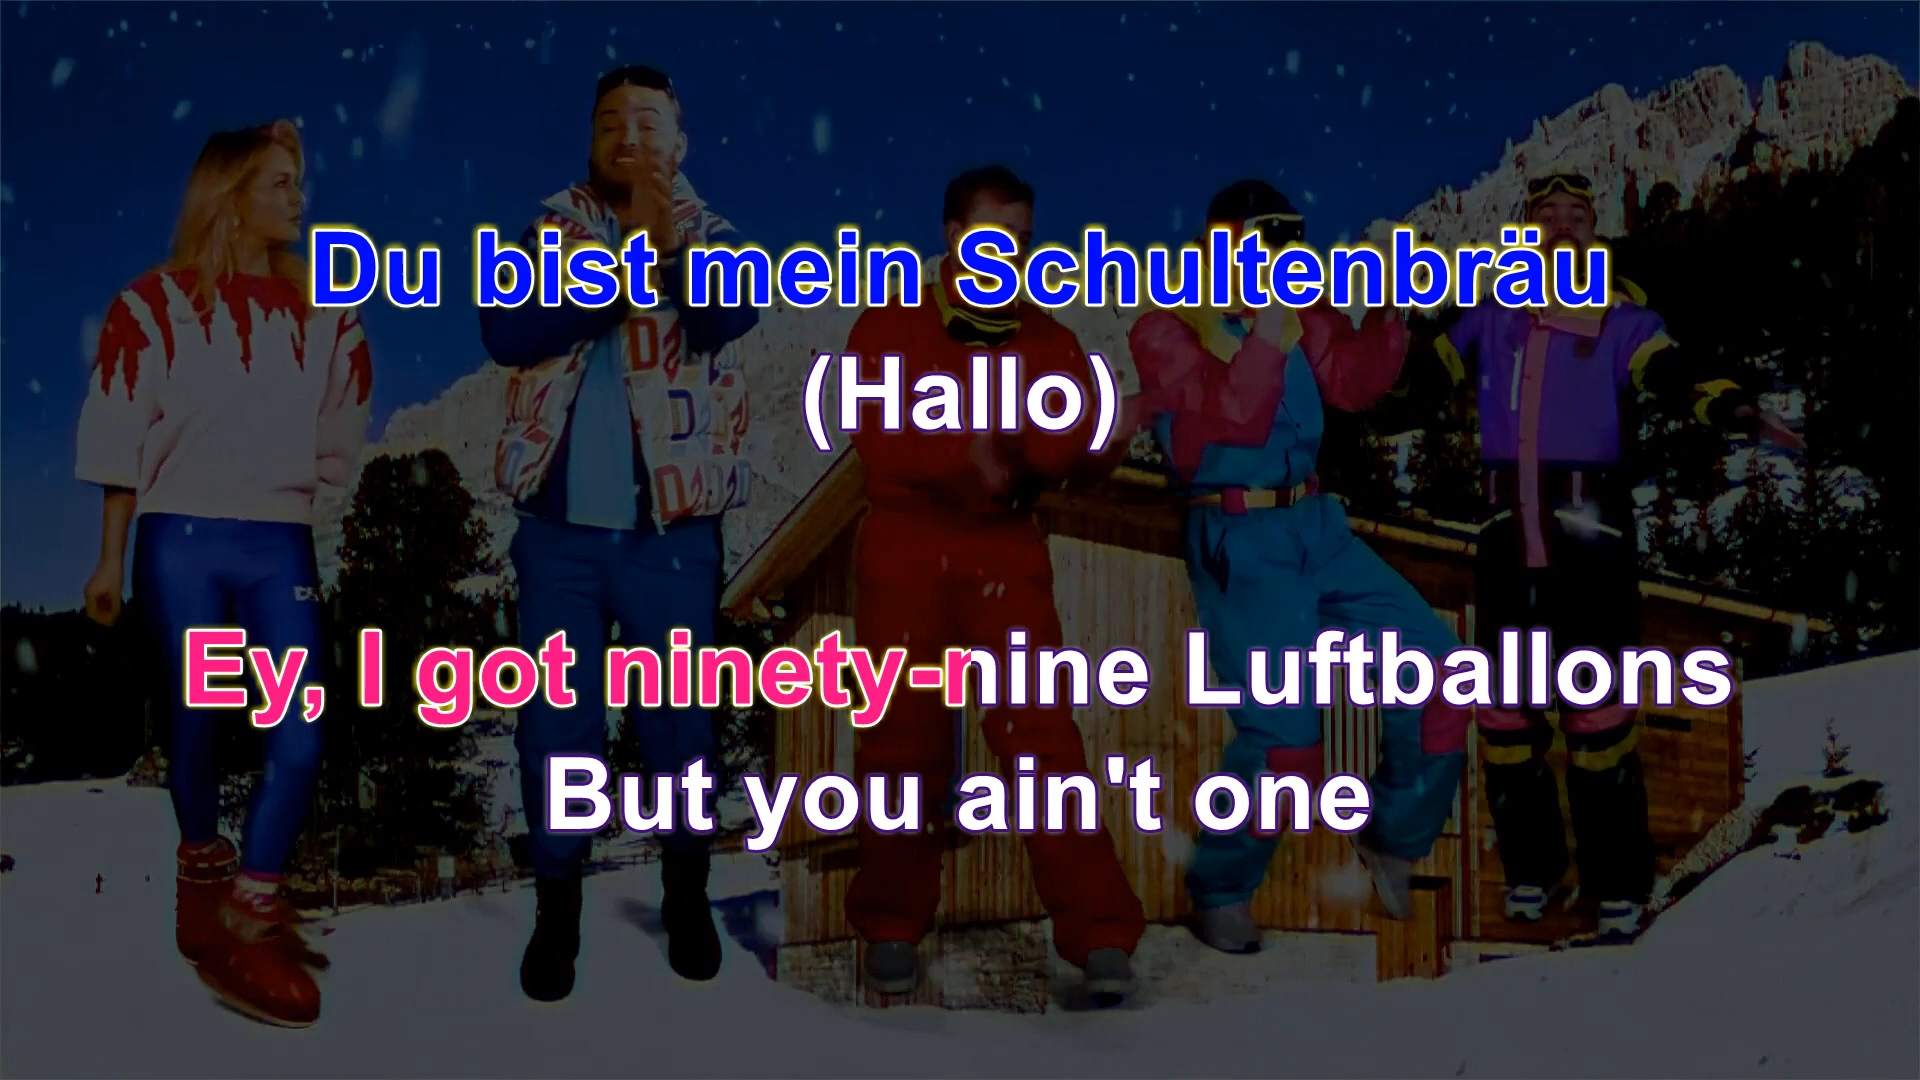 Du bist mein Schultenbräu
(Hallo)
Ey, I got ninety-nine Luftballons
But you ain't one